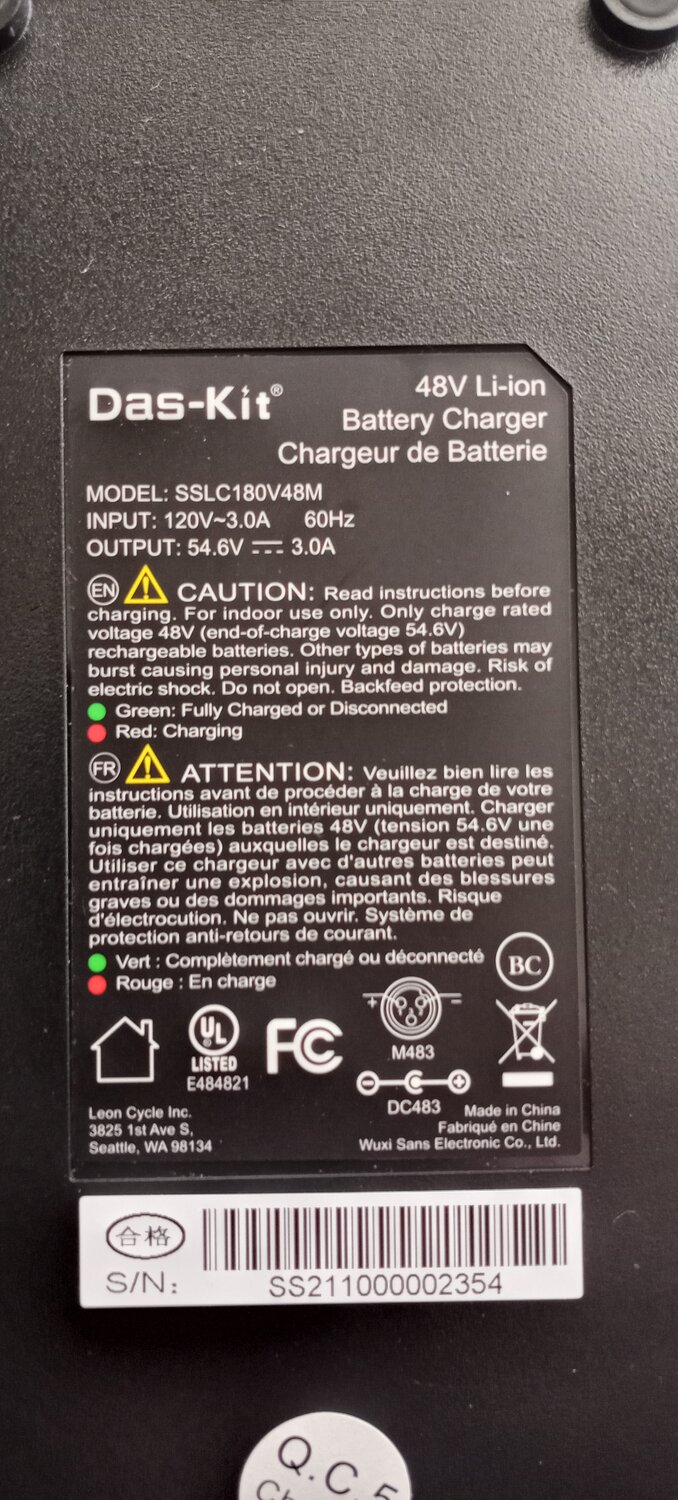 Das-Kit®
48V Li-ion
Battery Charger
Chargeur de Batterie
MODEL: SSLC180V48M
INPUT: 120V~3.0A 60Hz
OUTPUT: 54.6V ⎓ 3.0A
EN CAUTION: Read instructions before
charging. For indoor use only. Only charge rated
voltage 48V (end-of-charge voltage 54.6V)
rechargeable batteries. Other types of batteries may
burst causing personal injury and damage. Risk of
electric shock. Do not open. Backfeed protection.
Green: Fully Charged or Disconnected
Red: Charging
FR ATTENTION: Veuillez bien lire les
instructions avant de procéder à la charge de votre
batterie. Utilisation en intérieur uniquement. Charger
uniquement les batteries 48V (tension 54.6V une
fois chargées) auxquelles le chargeur est destiné.
Utiliser ce chargeur avec d'autres batteries peut
entraîner une explosion, causant des blessures
graves ou des dommages importants. Risque
d'électrocution. Ne pas ouvrir. Système de
protection anti-retours de courant.
Vert : Complètement chargé ou déconnecté
Rouge : En charge
BC
UL
LISTED
E484821
FC
+ −
M483
− C +
DC483
Leon Cycle Inc.
3825 1st Ave S,
Seattle, WA 98134
Made in China
Fabriqué en Chine
Wuxi Sans Electronic Co., Ltd.
合格
S/N:
SS211000002354
Q.C. 5